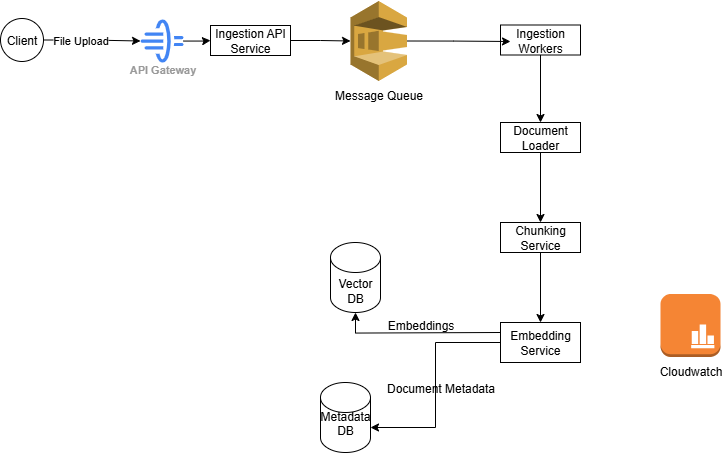 Client
File Upload
API Gateway
Ingestion API
Service
Message Queue
Ingestion
Workers
Document
Loader
Chunking
Service
Vector
DB
Embeddings
Embedding
Service
Cloudwatch
Document Metadata
Metadata
DB